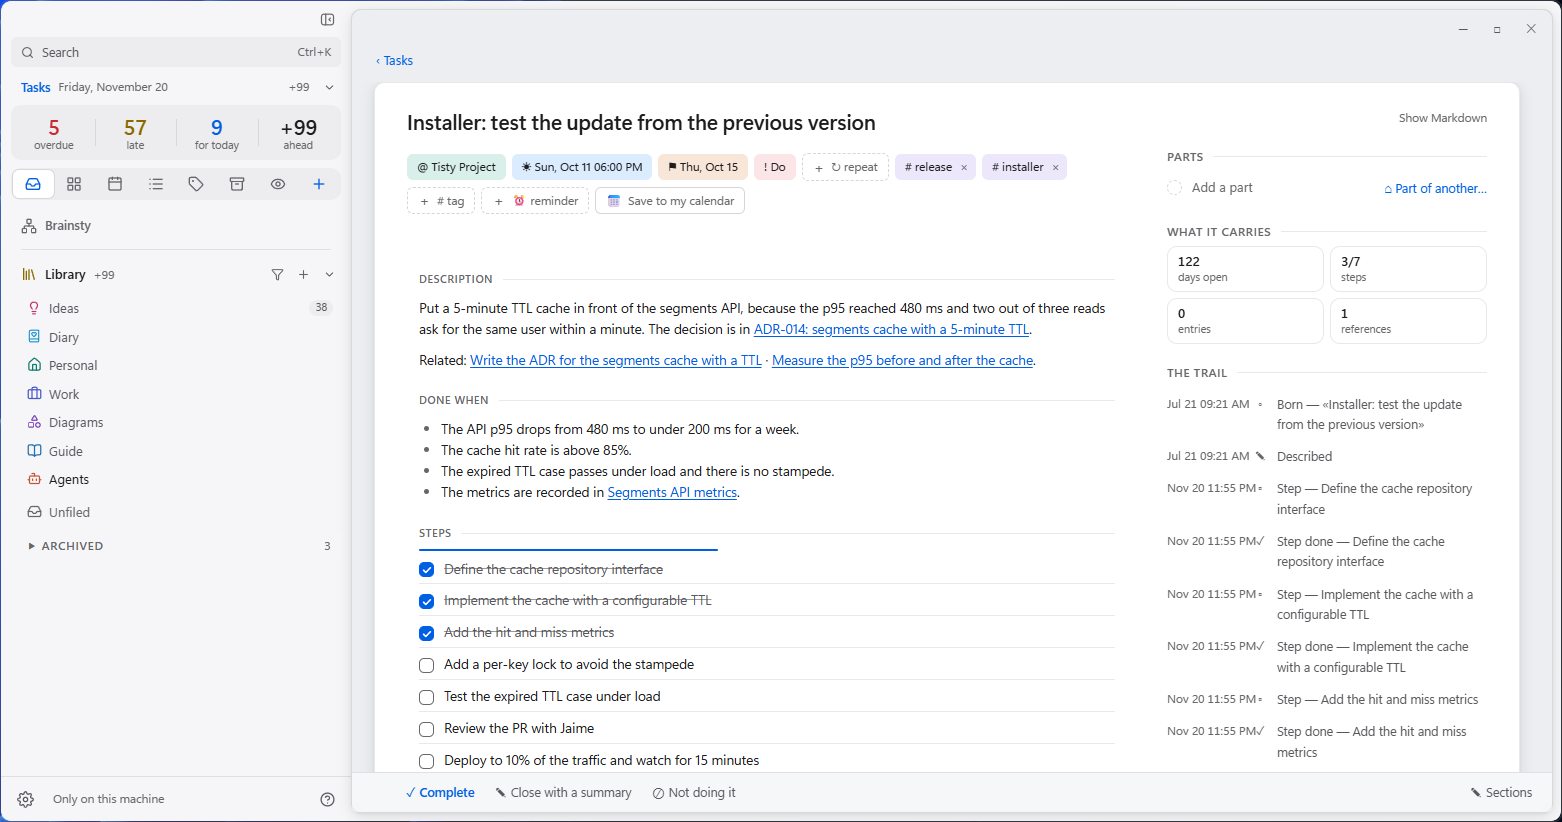 Search Ctrl+K
Tasks Friday, November 20 +99
5 57 9 +99
overdue late for today ahead
Brainsty
Library +99
Ideas 38
Diary
Personal
Work
Diagrams
Guide
Agents
Unfiled
ARCHIVED 3
Only on this machine
‹ Tasks
Installer: test the update from the previous version
Show Markdown
@ Tisty Project Sun, Oct 11 06:00 PM Thu, Oct 15 ! Do + ↻ repeat # release × # installer ×
+ # tag + reminder Save to my calendar
DESCRIPTION
Put a 5-minute TTL cache in front of the segments API, because the p95 reached 480 ms and two out of three reads
ask for the same user within a minute. The decision is in ADR-014: segments cache with a 5-minute TTL.
Related: Write the ADR for the segments cache with a TTL · Measure the p95 before and after the cache.
DONE WHEN
• The API p95 drops from 480 ms to under 200 ms for a week.
• The cache hit rate is above 85%.
• The expired TTL case passes under load and there is no stampede.
• The metrics are recorded in Segments API metrics.
STEPS
Define the cache repository interface
Implement the cache with a configurable TTL
Add the hit and miss metrics
Add a per-key lock to avoid the stampede
Test the expired TTL case under load
Review the PR with Jaime
Deploy to 10% of the traffic and watch for 15 minutes
PARTS
Add a part Part of another...
WHAT IT CARRIES
122 3/7
days open steps
0 1
entries references
THE TRAIL
Jul 21 09:21 AM Born — «Installer: test the update
from the previous version»
Jul 21 09:21 AM Described
Nov 20 11:55 PM Step — Define the cache repository
interface
Nov 20 11:55 PM✓ Step done — Define the cache
repository interface
Nov 20 11:55 PM Step — Implement the cache with a
configurable TTL
Nov 20 11:55 PM✓ Step done — Implement the cache
with a configurable TTL
Nov 20 11:55 PM Step — Add the hit and miss metrics
Nov 20 11:55 PM✓ Step done — Add the hit and miss
metrics
✓ Complete Close with a summary Not doing it Sections